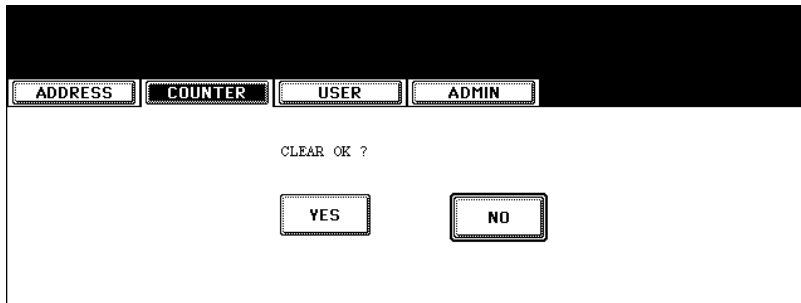 ADDRESS COUNTER USER ADMIN
CLEAR OK ?
YES NO